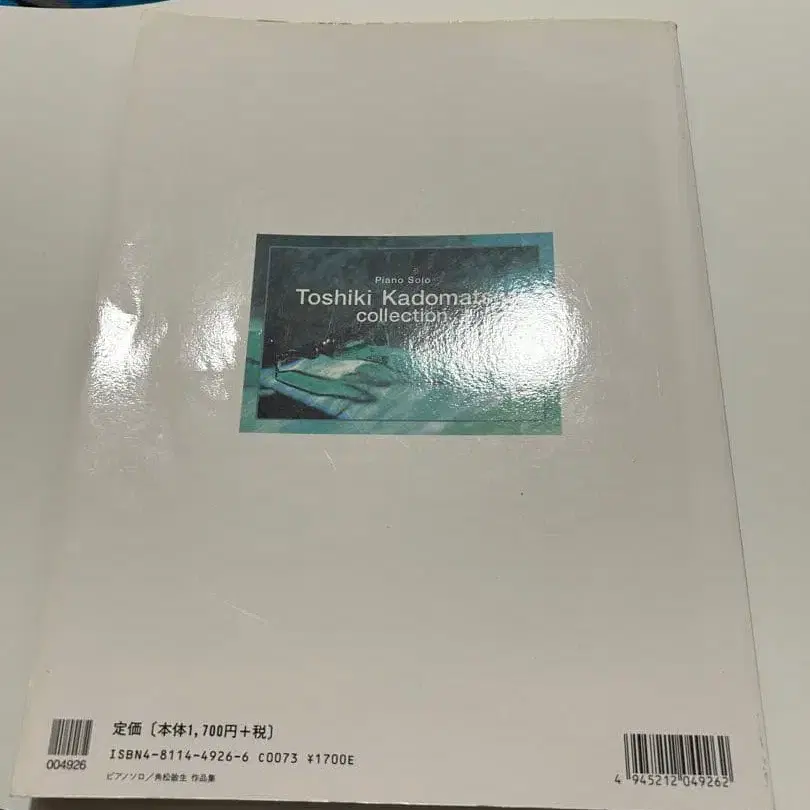 Piano Solo
Toshiki
collection
定価〔本体1,700円＋税〕
ISBN4-8114-4926-6 C0073 ¥1700E
ピアノソロ／角松敏生 作品集
004926
4 945212 049262